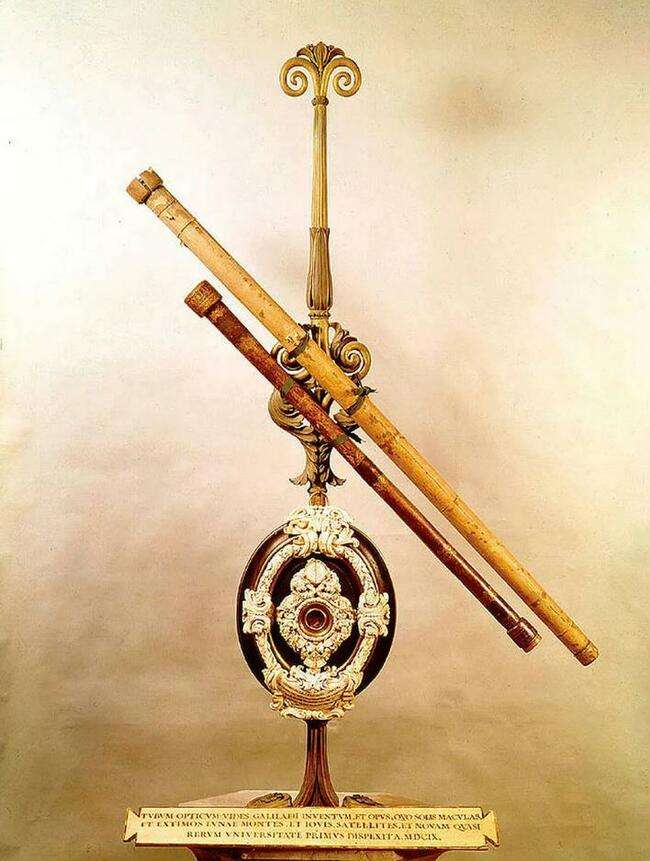 TVBVM OPTICVM VIDES GALILAEII INVENTVM, ET OPVS, QVO SOLIS MACVLAS
ET EXTIMOS LVNAE MONTES, ET IOVIS SATELLITES, ET NOVAM QVASI
RERVM VNIVERSITATE PRIMVS DISPEXIT A. MDCIX.